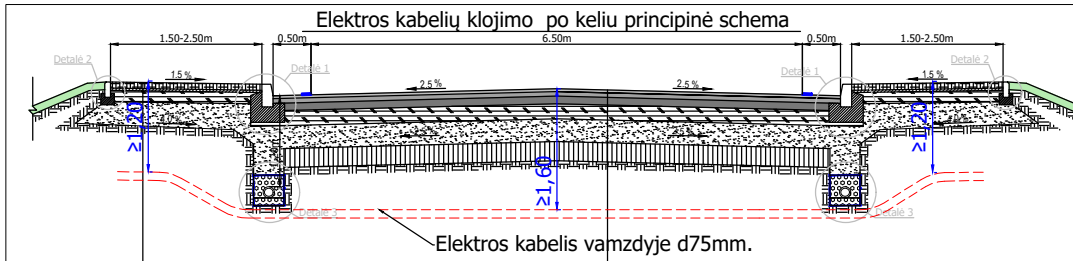 Elektros kabelių klojimo po keliu principinė schema
1.50-2.50m
0.50m
6.50m
0.50m
1.50-2.50m
Detalė 2
Detalė 1
Detalė 1
Detalė 2
1.5 %
2.5 %
2.5 %
1.5 %
≥1,20
≥1,60
≥1,20
Detalė 3
Detalė 3
Elektros kabelis vamzdyje d75mm.